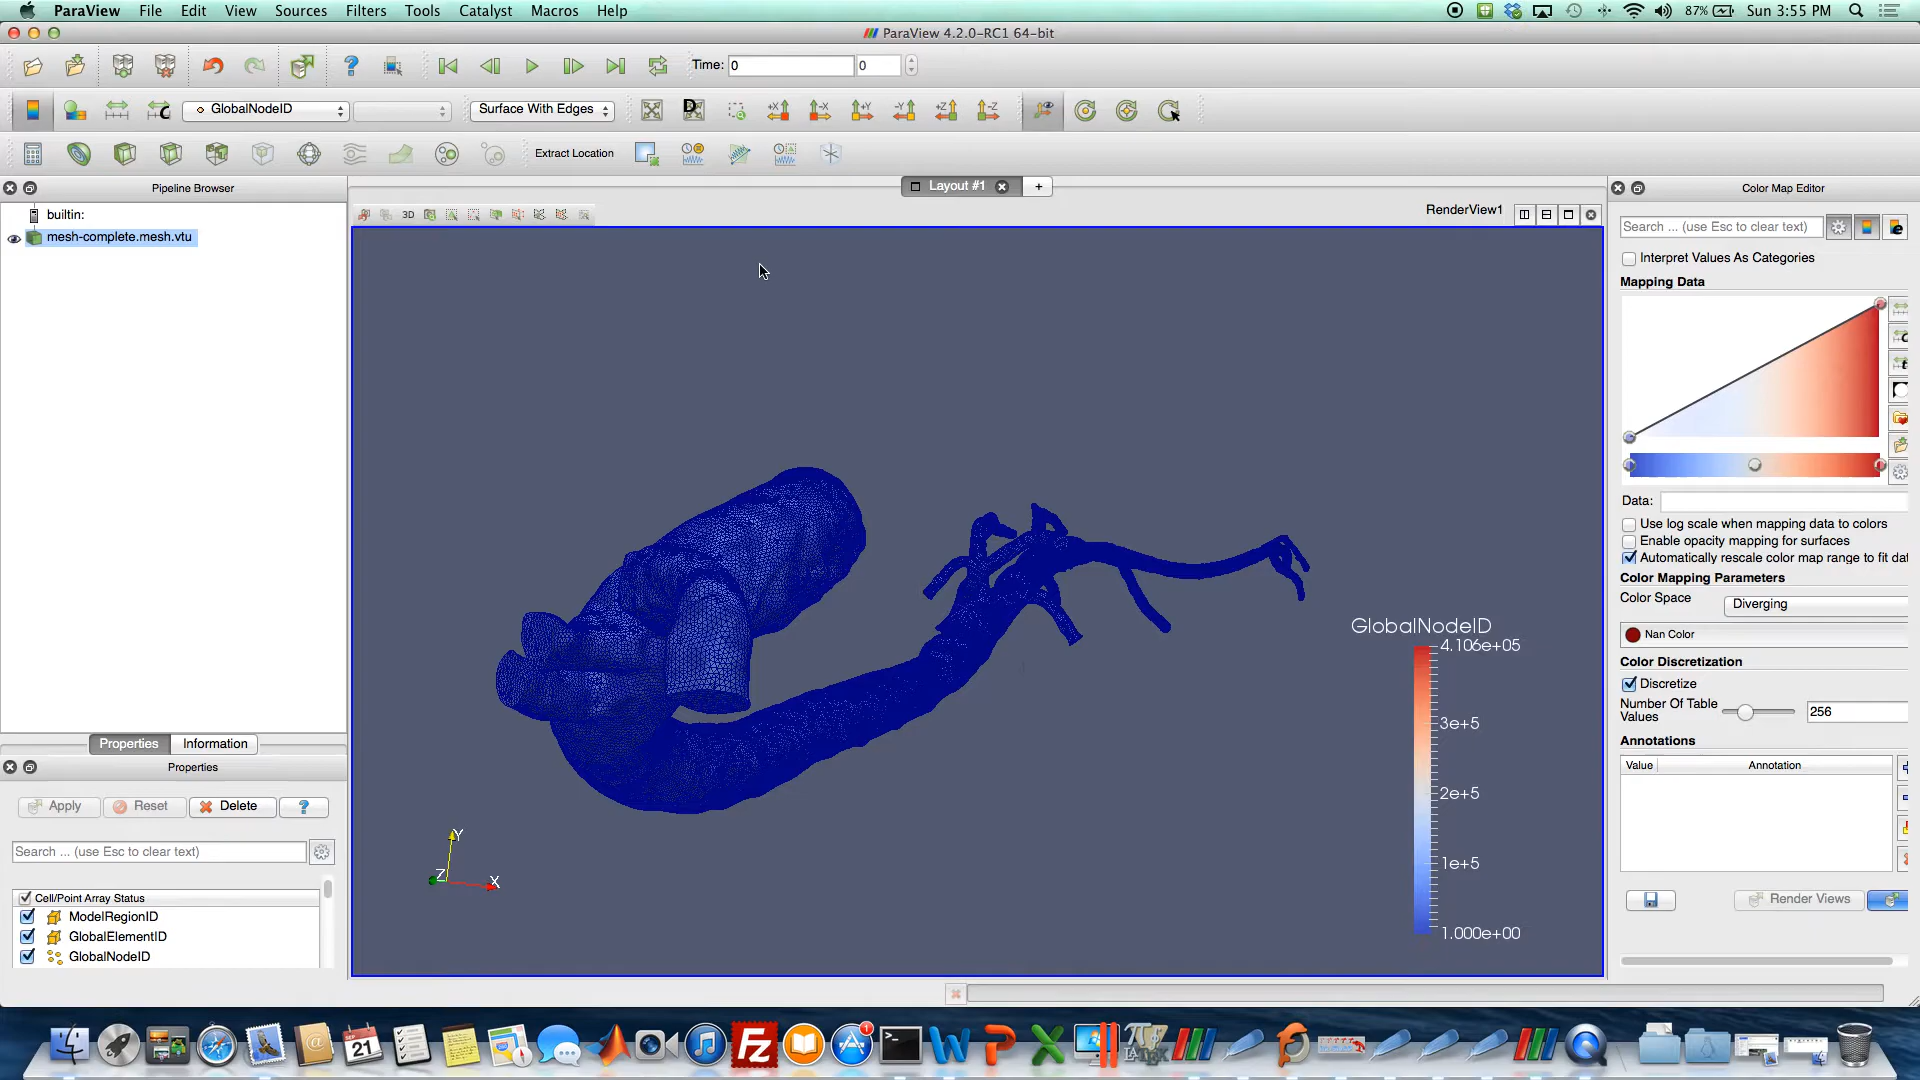 ParaView File Edit View Sources Filters Tools Catalyst Macros Help 87% Sun 3:55 PM
ParaView 4.2.0-RC1 64-bit
Time: 0 0
GlobalNodeID Surface With Edges D +X -X +Y -Y +Z -Z
Extract Location
Pipeline Browser
builtin:
mesh-complete.mesh.vtu
Layout #1 +
3D RenderView1
GlobalNodeID
4.106e+05
3e+5
2e+5
1e+5
1.000e+00
Y
Z
X
Properties Information
Properties
Apply Reset Delete ?
Search ... (use Esc to clear text)
Cell/Point Array Status
ModelRegionID
GlobalElementID
GlobalNodeID
Color Map Editor
Search ... (use Esc to clear text)
Interpret Values As Categories
Mapping Data
Data:
Use log scale when mapping data to colors
Enable opacity mapping for surfaces
Automatically rescale color map range to fit dat
Color Mapping Parameters
Color Space Diverging
Nan Color
Color Discretization
Discretize
Number Of Table
Values 256
Annotations
Value Annotation
Render Views
21 Fz 1 W P X